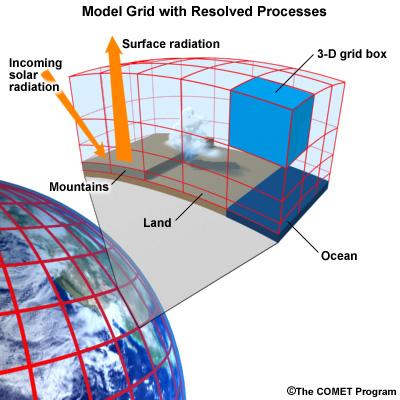 Model Grid with Resolved Processes
Surface radiation
3-D grid box
Incoming
solar
radiation
Mountains
Land
Ocean
©The COMET Program